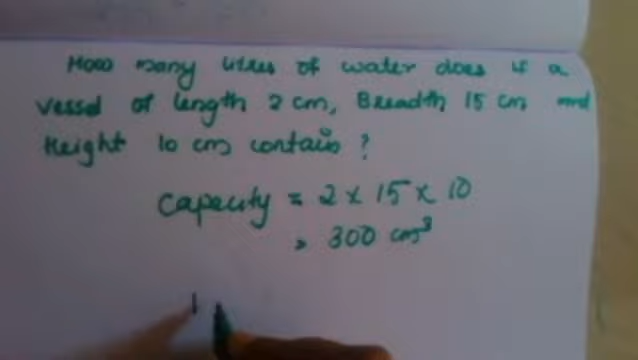 How many litres of water does if a
vessel of length 2 cm, Breadth 15 cm and
Height 10 cm contain ?
Capacity = 2 x 15 x 10
= 300 cm³
1